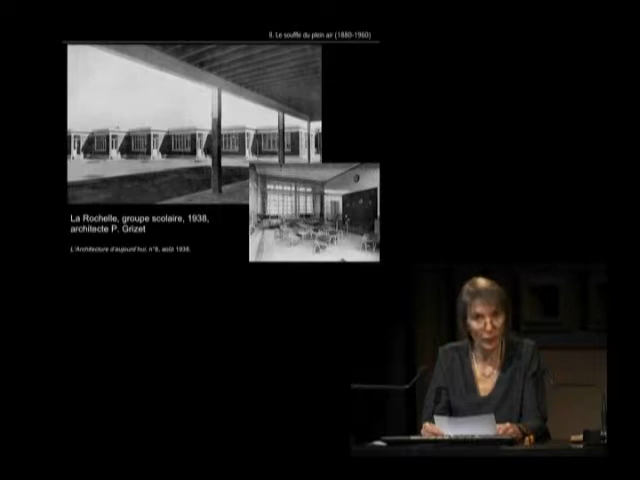 8. Le souffle du plein air (1880-1960)
La Rochelle, groupe scolaire, 1938,
architecte P. Grizet
L'Architecture d'aujourd'hui, n°8, août 1938.